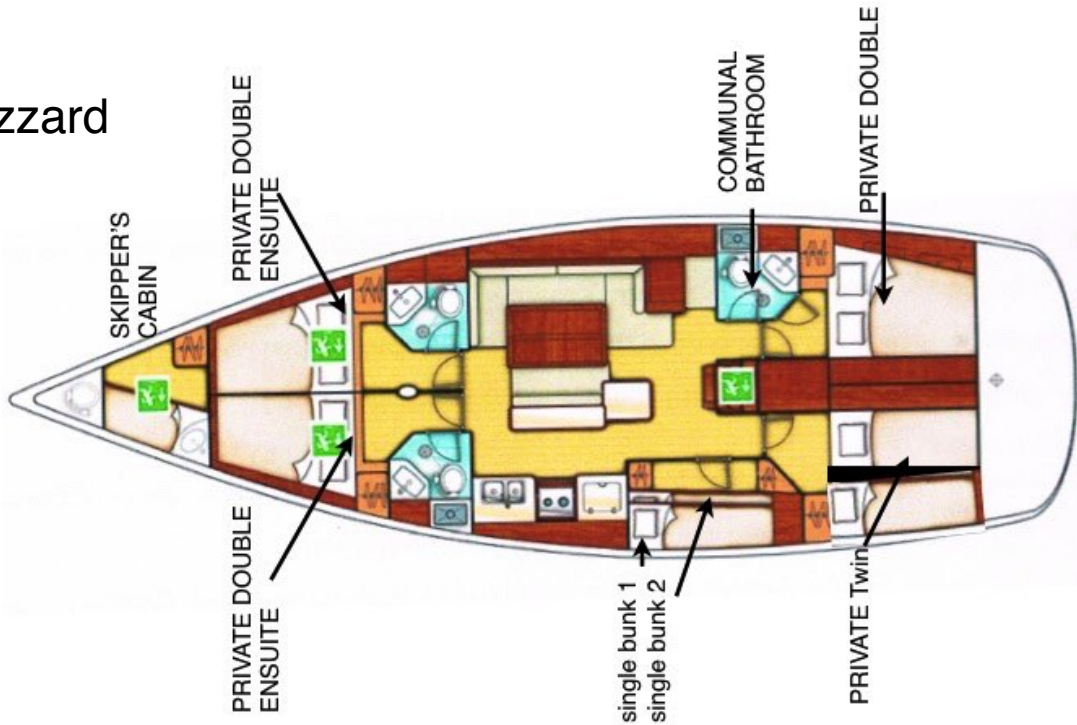 zzard
SKIPPER'S
CABIN
PRIVATE DOUBLE
ENSUITE
PRIVATE DOUBLE
ENSUITE
COMMUNAL
BATHROOM
single bunk 1
single bunk 2
PRIVATE DOUBLE
PRIVATE Twin